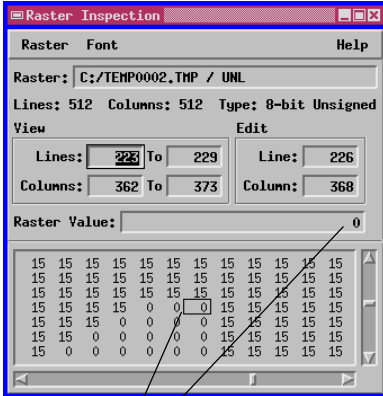 Raster Inspection
Raster Font Help
Raster: C:/TEMP0002.TMP / UNL
Lines: 512 Columns: 512 Type: 8-bit Unsigned
View Edit
Lines: 223 To 229 Line: 226
Columns: 362 To 373 Column: 368
Raster Value: 0
15 15 15 15 15 15 15 15 15 15 15 15
15 15 15 15 15 15 15 15 15 15 15 15
15 15 15 15 15 15 15 15 15 15 15 15
15 15 15 15 0 0 0 15 15 15 15 15
15 15 15 0 0 0 0 15 15 15 15 15
15 15 0 0 0 0 0 15 15 15 15 15
15 0 0 0 0 0 0 15 15 15 15 15